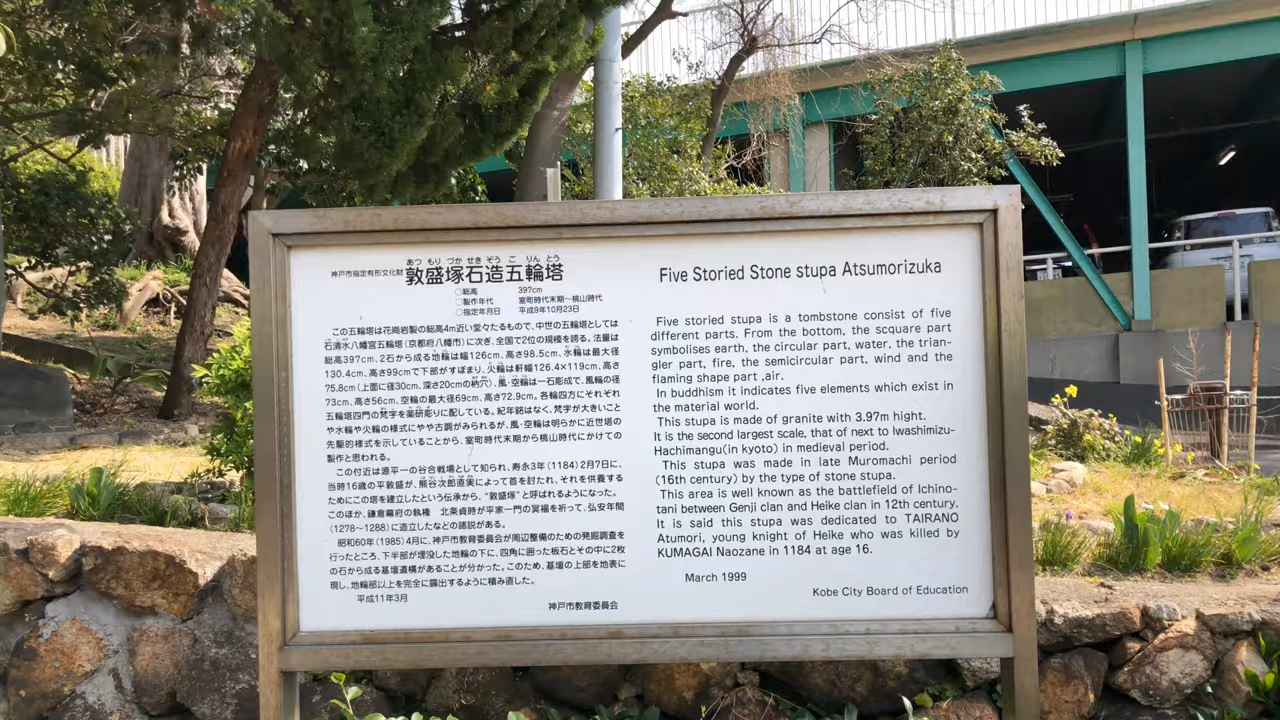 神戸市指定有形文化財 敦盛塚石造五輪塔
あつ もり づか せき ぞう ご りん とう
○総高 397cm
○製作年代 室町時代末期〜桃山時代
○指定年月日 平成9年10月23日
この五輪塔は花崗岩製の総高4m近い堂々たるもので、中世の五輪塔としては
石清水八幡宮五輪塔(京都府八幡市)に次ぎ、全国で2位の規模を誇る。法量は
総高397cm、2石から成る地輪は幅126cm、高さ98.5cm、水輪は最大径
130.4cm、高さ99cmで下部がすぼまり、火輪は軒幅126.4×119cm、高さ
75.8cm(上面に径30cm、深さ20cmの枘穴)、風・空輪は一石彫成で、風輪の径
73cm、高さ56cm、空輪の最大径69cm、高さ72.9cm。各輪四方にそれぞれ
五輪塔四門の梵字を薬研彫りに配している。紀年銘はなく、梵字が大きいこと
や水輪や火輪の様式にやや古調がみられるが、風・空輪は明らかに近世塔の
先駆的様式を示していることから、室町時代末期から桃山時代にかけての
製作と思われる。
この付近は源平一の谷合戦場として知られ、寿永3年(1184)2月7日に、
当時16歳の平敦盛が、熊谷次郎直実によって首を討たれ、それを供養する
ためにこの塔を建立したという伝承から、"敦盛塚"と呼ばれるようになった。
このほか、鎌倉幕府の執権 北条貞時が平家一門の冥福を祈って、弘安年間
(1278〜1288)に造立したなどの諸説がある。
昭和60年(1985)4月に、神戸市教育委員会が周辺整備のための発掘調査を
行ったところ、下半部が埋没した地輪の下に、四角に囲った板石とその中に2枚
の石から成る基壇遺構があることが分かった。このため、基壇の上部を地表に
現し、地輪部以上を完全に露出するように積み直した。
平成11年3月
神戸市教育委員会
Five Storied Stone stupa Atsumorizuka
Five storied stupa is a tombstone consist of five
different parts. From the bottom, the scquare part
symbolises earth, the circular part, water, the trian-
gler part, fire, the semicircular part, wind and the
flaming shape part ,air.
In buddhism it indicates five elements which exist in
the material world.
This stupa is made of granite with 3.97m hight.
It is the second largest scale, that of next to Iwashimizu-
Hachimangu(in kyoto) in medieval period.
This stupa was made in late Muromachi period
(16th century) by the type of stone stupa.
This area is well known as the battlefield of Ichino-
tani between Genji clan and Heike clan in 12th century.
It is said this stupa was dedicated to TAIRANO
Atumori, young knight of Heike who was killed by
KUMAGAI Naozane in 1184 at age 16.
March 1999
Kobe City Board of Education